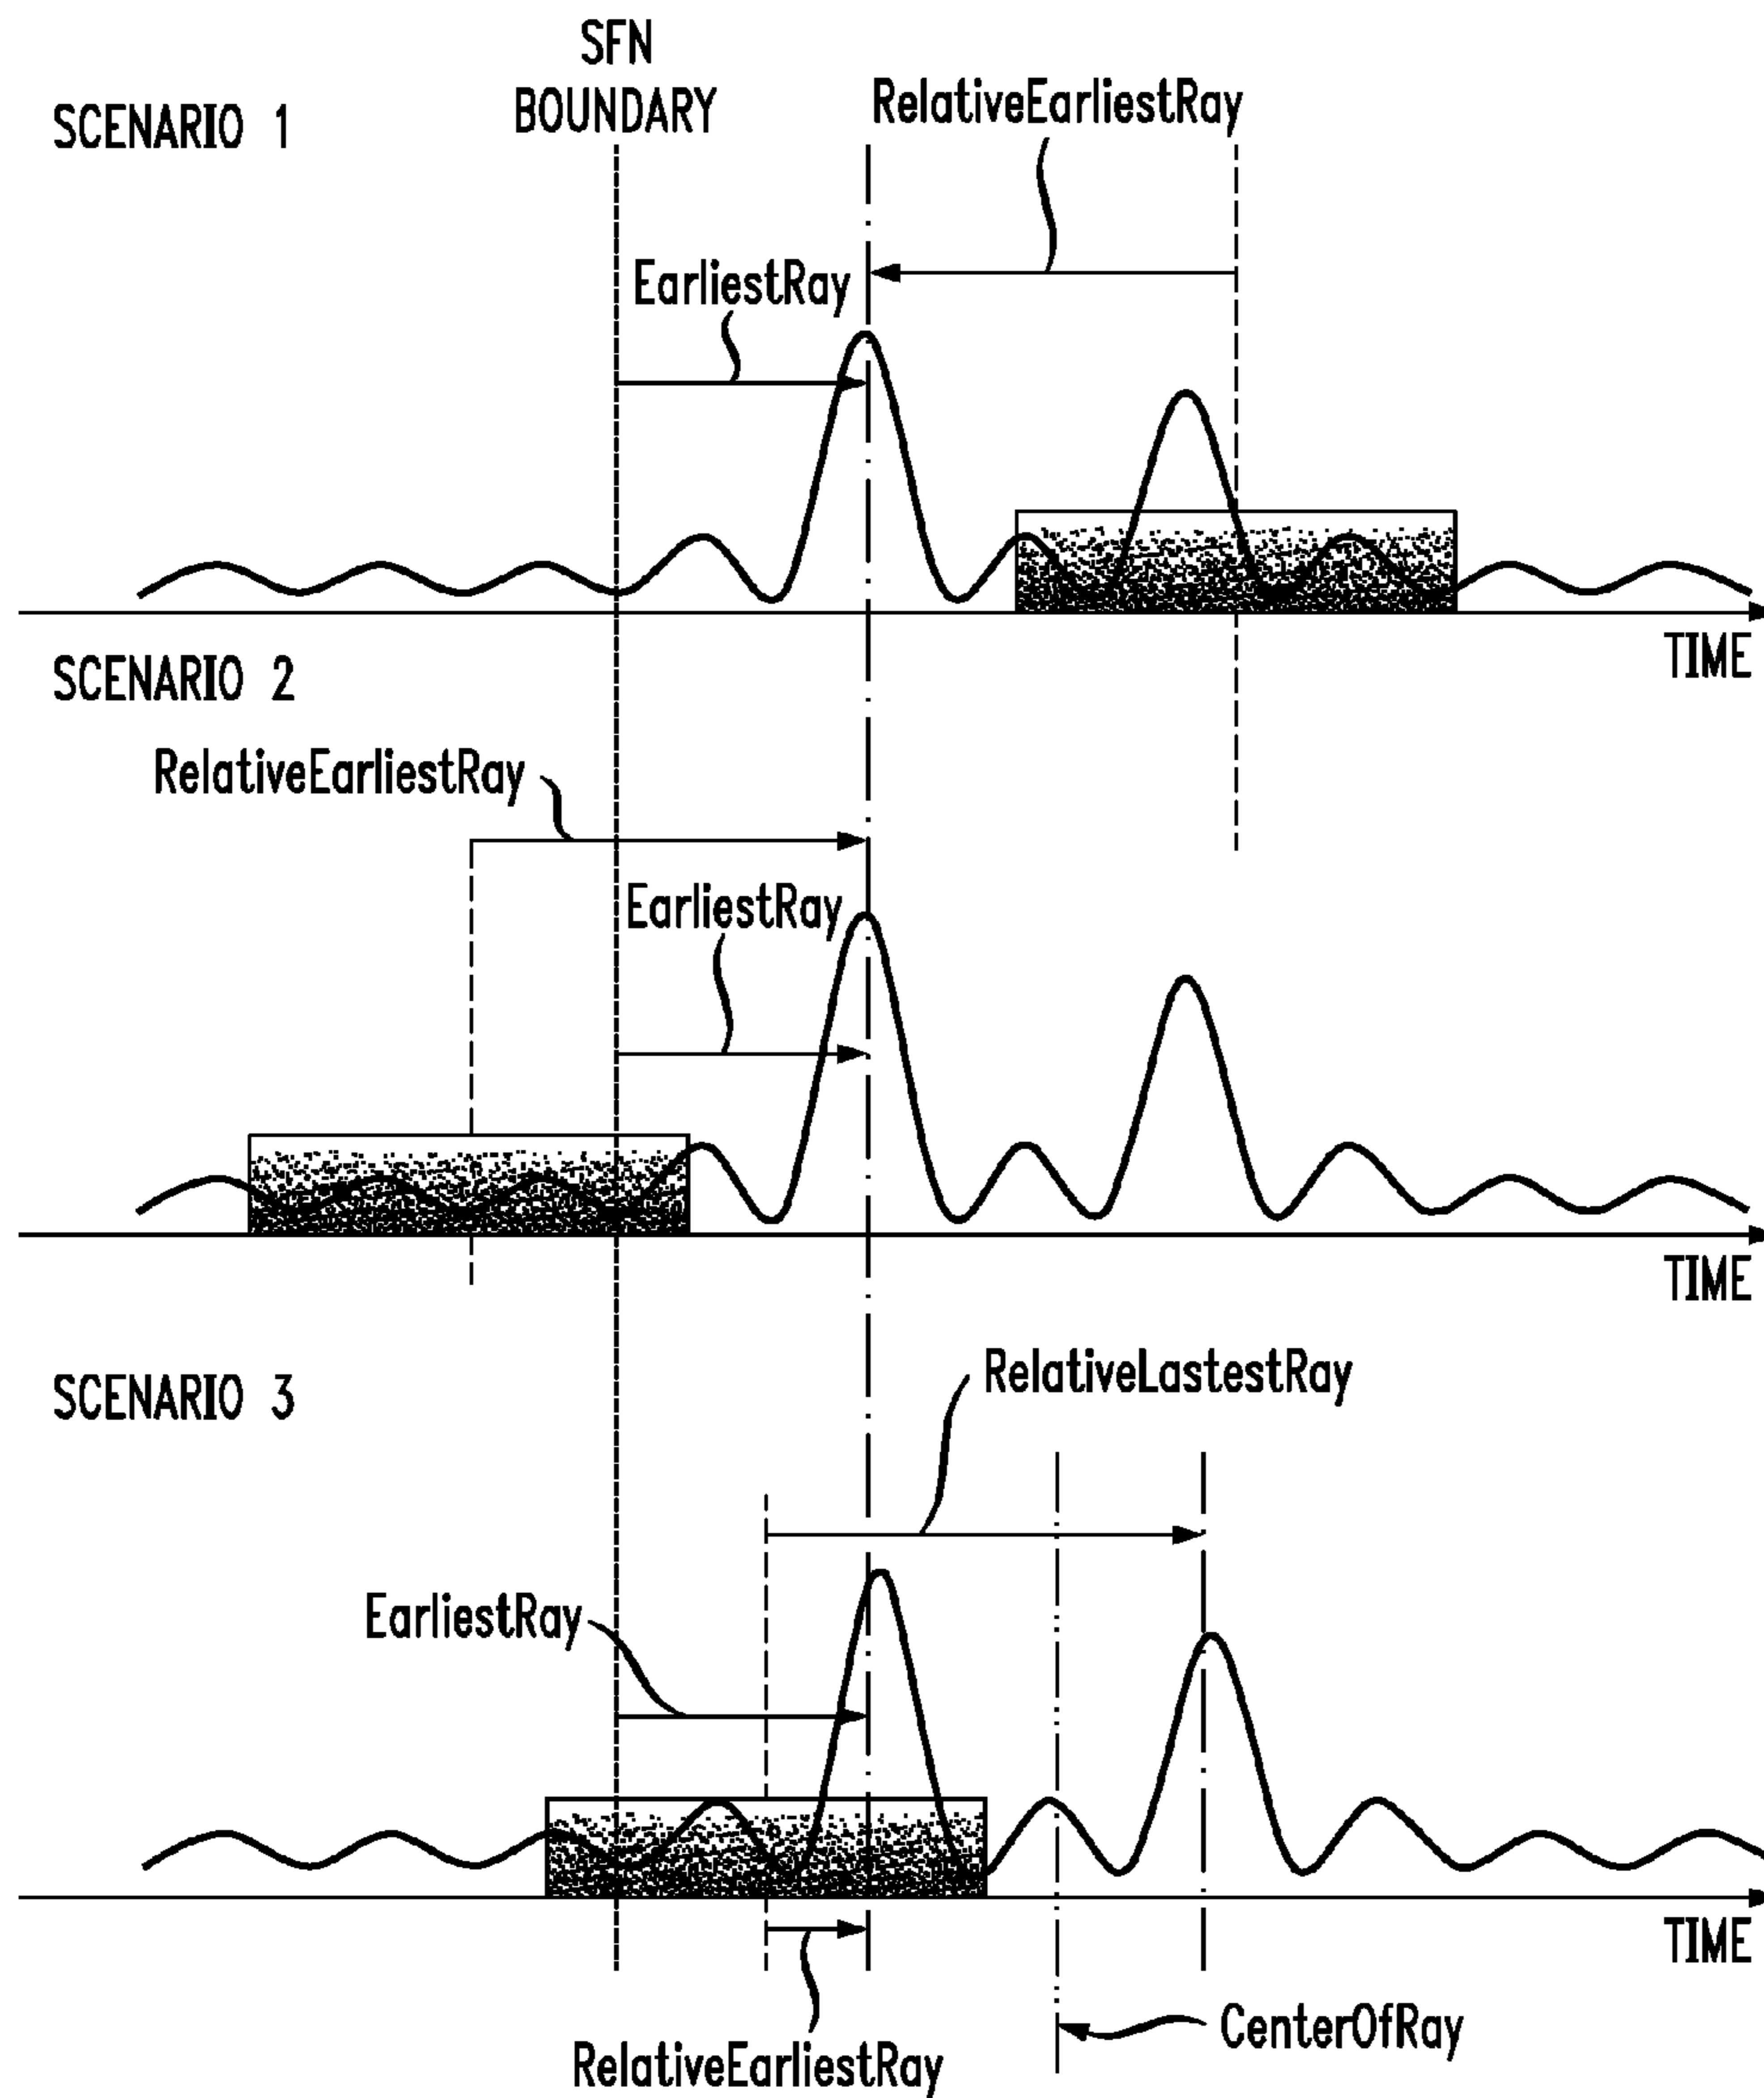 SFN
BOUNDARY
SCENARIO 1
RelativeEarliestRay
EarliestRay
TIME
SCENARIO 2
RelativeEarliestRay
EarliestRay
TIME
SCENARIO 3
RelativeLastestRay
EarliestRay
TIME
RelativeEarliestRay
CenterOfRay